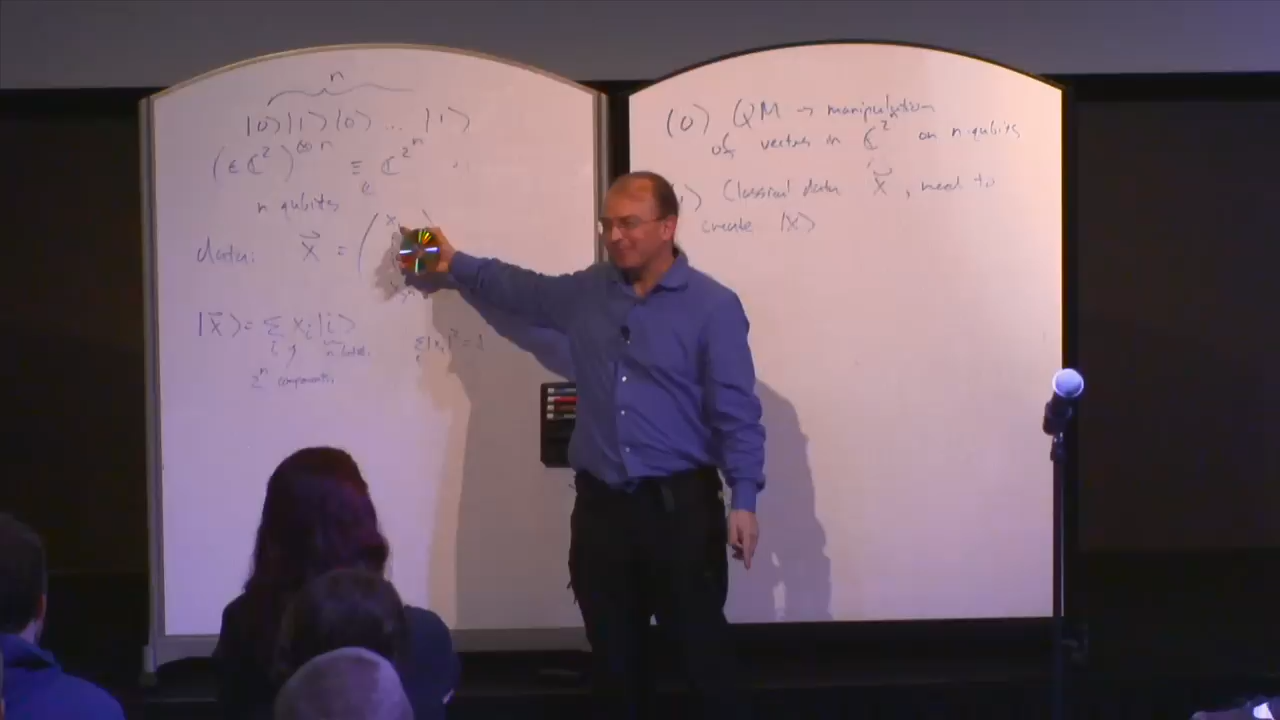 n
|0⟩|1⟩|0⟩ ... |1⟩
(∈ ℂ²)^⊗n ≡ ℂ^2^n
n qubits
data: x⃗ = ( x
|x⃗⟩ = Σ xᵢ|i⟩
i
Σ|xᵢ|² = 1
2ⁿ components
(0) QM → manipulation
of vectors in ℂ^2^n on n qubits
) Classical data x⃗, need to
create |x⟩